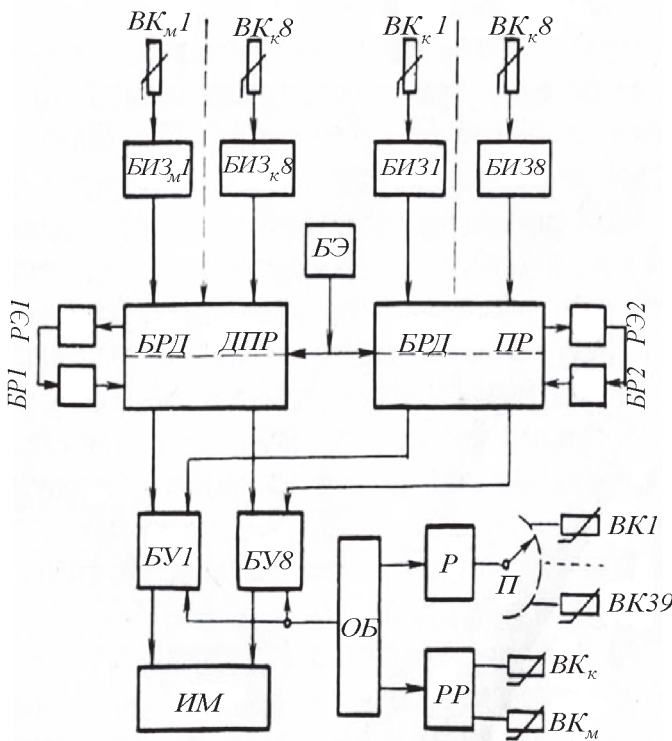 ВКм1 ВКк8 ВКк1 ВКк8
БИЗм1 БИЗк8 БИЗ1 БИЗ8
БЭ
РЭ1 БРД ДПР БРД ПР РЭ2
БР1 БР2
БУ1 БУ8 ОБ Р П ВК1
ВК39
ИМ РР ВКк
ВКм